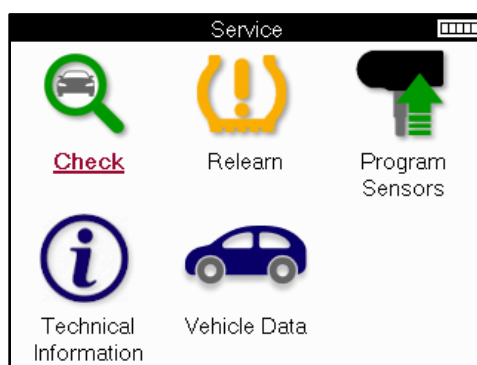 Service
Check
Relearn
Program
Sensors
Technical
Information
Vehicle Data